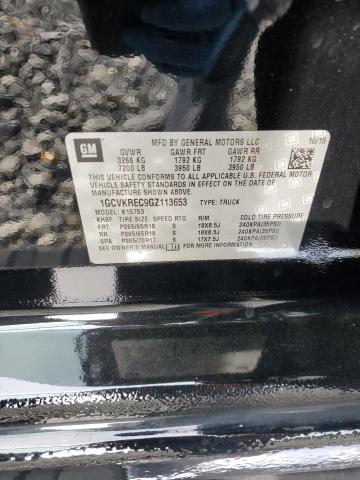 GM
MFD BY GENERAL MOTORS LLC 10/15
GVWR GAWR FRT GAWR RR
3266 KG 1792 KG 1792 KG
7200 LB 3950 LB 3950 LB
THIS VEHICLE CONFORMS TO ALL APPLICABLE U.S. FEDERAL MOTOR
VEHICLE SAFETY AND THEFT PREVENTION STANDARDS IN EFFECT ON
THE DATE OF MANUFACTURE SHOWN ABOVE.
1GCVKREC9GZ113653 TYPE: TRUCK
MODEL: K15753
KHBF TIRE SIZE SPEED RTG RIM COLD TIRE PRESSURE
FRT P265/65R18 S 18X8.5J 240KPA(35PSI)
RR P265/65R18 S 18X8.5J 240KPA(35PSI)
SPA P265/70R17 S 17X7.5J 240KPA(35PSI)
SEE OWNER'S MANUAL FOR MORE INFORMATION.